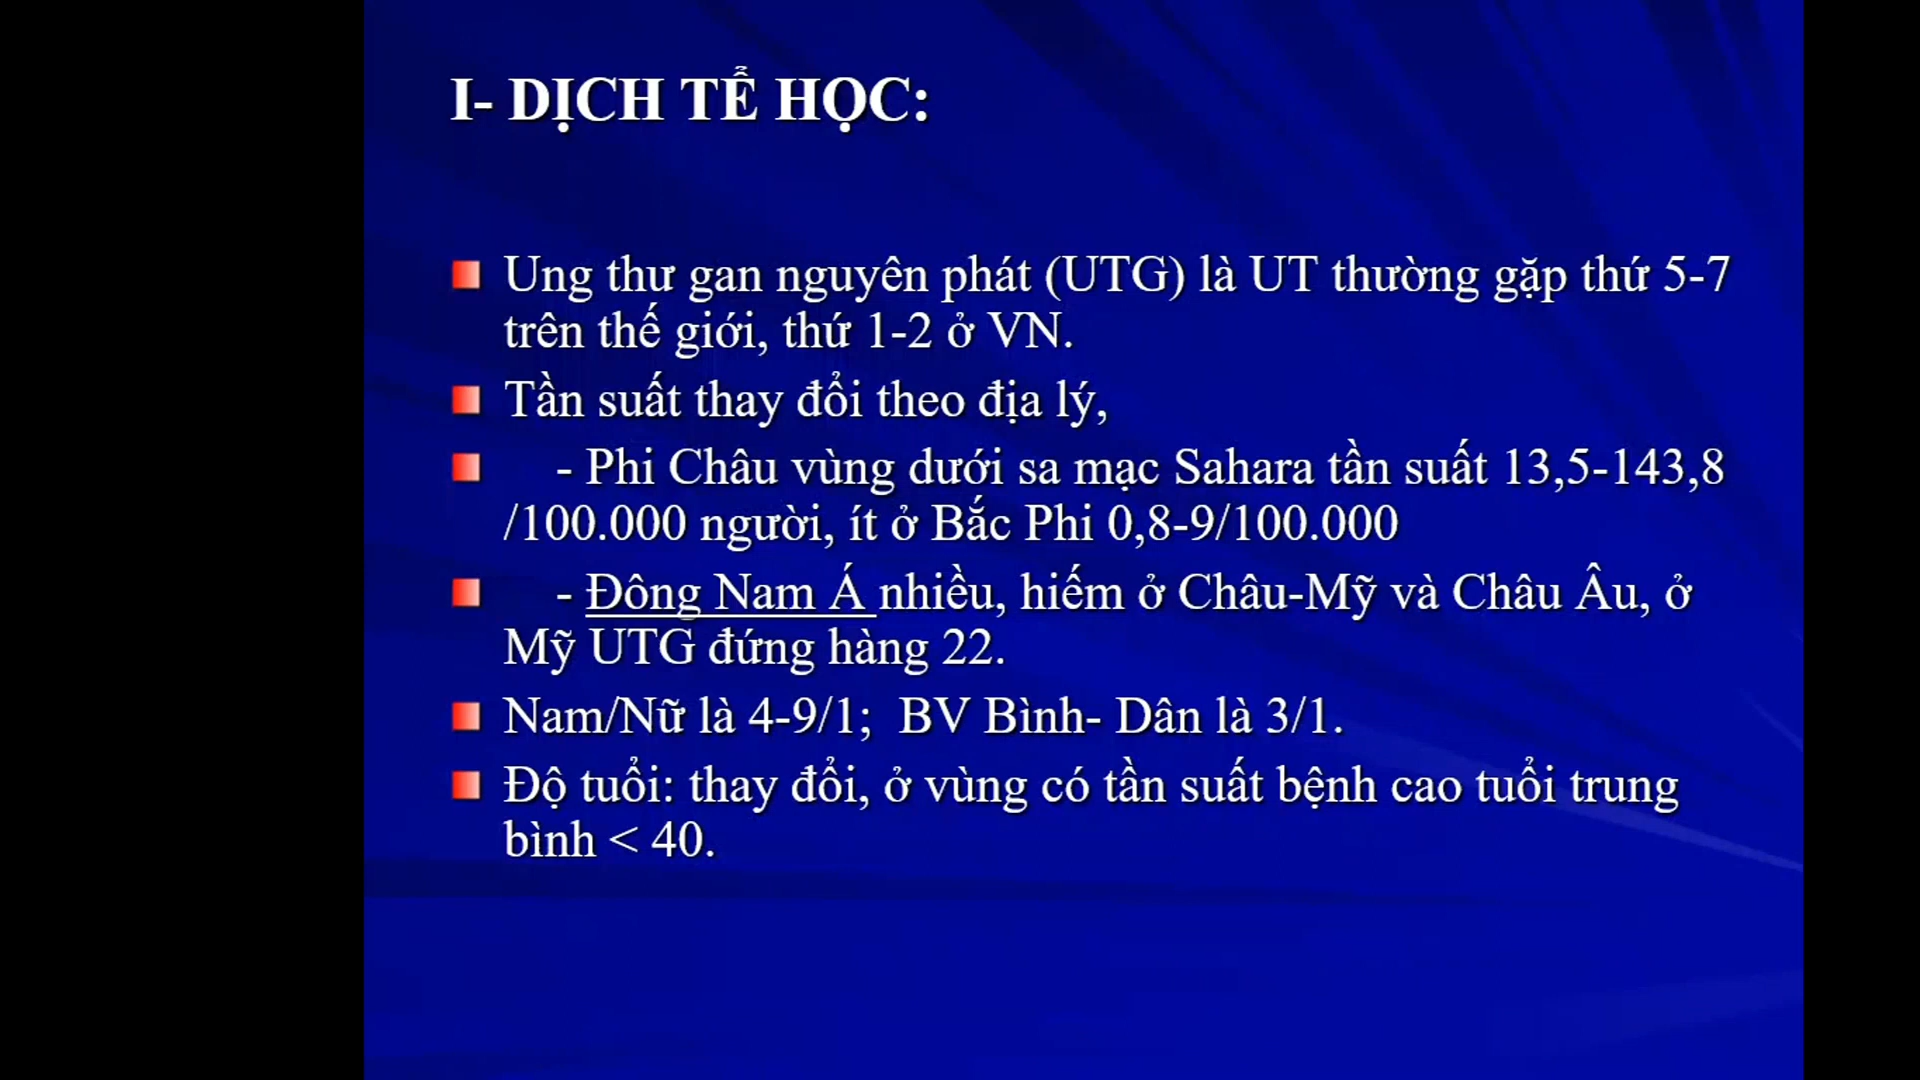 I- DỊCH TỂ HỌC:
Ung thư gan nguyên phát (UTG) là UT thường gặp thứ 5-7
trên thế giới, thứ 1-2 ở VN.
Tần suất thay đổi theo địa lý,
- Phi Châu vùng dưới sa mạc Sahara tần suất 13,5-143,8
/100.000 người, ít ở Bắc Phi 0,8-9/100.000
- Đông Nam Á nhiều, hiếm ở Châu-Mỹ và Châu Âu, ở
Mỹ UTG đứng hàng 22.
Nam/Nữ là 4-9/1;  BV Bình- Dân là 3/1.
Độ tuổi: thay đổi, ở vùng có tần suất bệnh cao tuổi trung
bình < 40.